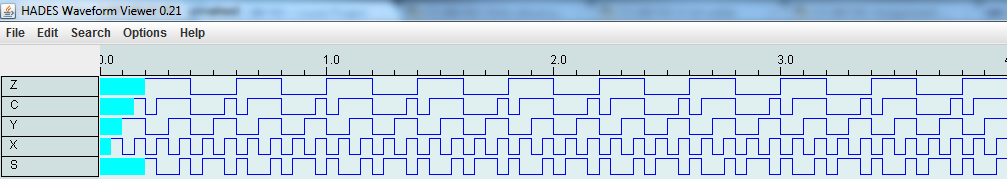 HADES Waveform Viewer 0.21
File Edit Search Options Help
0.0 1.0 2.0 3.0
Z
C
Y
X
S